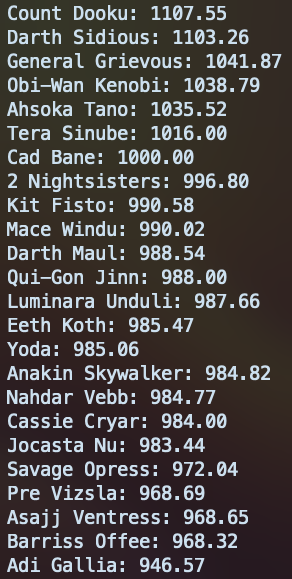 Count Dooku: 1107.55
Darth Sidious: 1103.26
General Grievous: 1041.87
Obi-Wan Kenobi: 1038.79
Ahsoka Tano: 1035.52
Tera Sinube: 1016.00
Cad Bane: 1000.00
2 Nightsisters: 996.80
Kit Fisto: 990.58
Mace Windu: 990.02
Darth Maul: 988.54
Qui-Gon Jinn: 988.00
Luminara Unduli: 987.66
Eeth Koth: 985.47
Yoda: 985.06
Anakin Skywalker: 984.82
Nahdar Vebb: 984.77
Cassie Cryar: 984.00
Jocasta Nu: 983.44
Savage Opress: 972.04
Pre Vizsla: 968.69
Asajj Ventress: 968.65
Barriss Offee: 968.32
Adi Gallia: 946.57